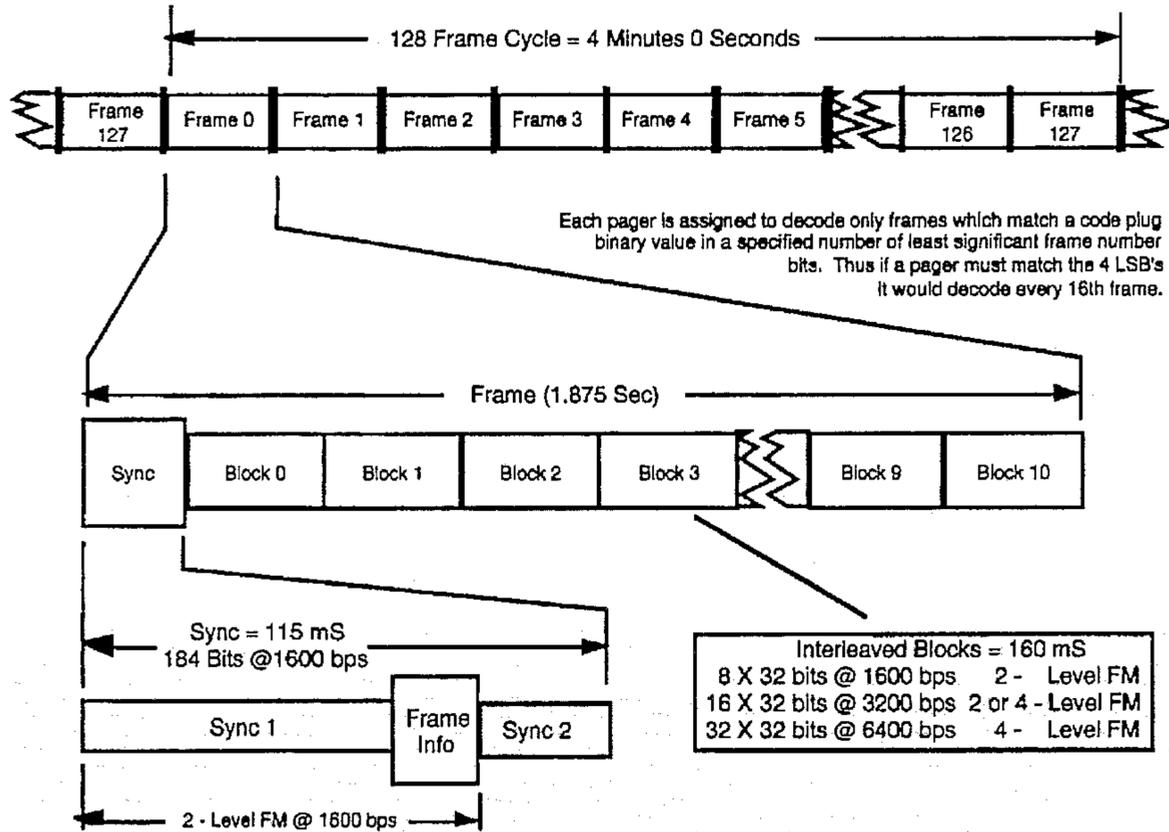 128 Frame Cycle = 4 Minutes 0 Seconds
Frame 127
Frame 0
Frame 1
Frame 2
Frame 3
Frame 4
Frame 5
Frame 126
Frame 127
Each pager is assigned to decode only frames which match a code plug
binary value in a specified number of least significant frame number
bits. Thus if a pager must match the 4 LSB's
it would decode every 16th frame.
Frame (1.875 Sec)
Sync
Block 0
Block 1
Block 2
Block 3
Block 9
Block 10
Sync = 115 mS
184 Bits @1600 bps
Sync 1
Frame Info
Sync 2
2 - Level FM @ 1600 bps
Interleaved Blocks = 160 mS
8 X 32 bits @ 1600 bps 2 - Level FM
16 X 32 bits @ 3200 bps 2 or 4 - Level FM
32 X 32 bits @ 6400 bps 4 - Level FM